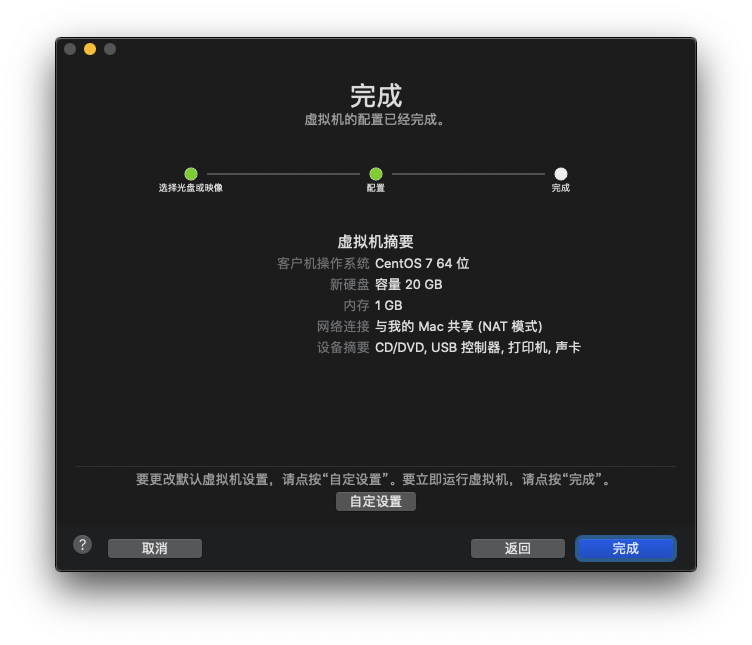 完成
虚拟机的配置已经完成。
选择光盘或映像
配置
完成
虚拟机摘要
客户机操作系统 CentOS 7 64 位
新硬盘 容量 20 GB
内存 1 GB
网络连接 与我的 Mac 共享 (NAT 模式)
设备摘要 CD/DVD, USB 控制器, 打印机, 声卡
要更改默认虚拟机设置，请点按“自定设置”。要立即运行虚拟机，请点按“完成”。
自定设置
?
取消
返回
完成